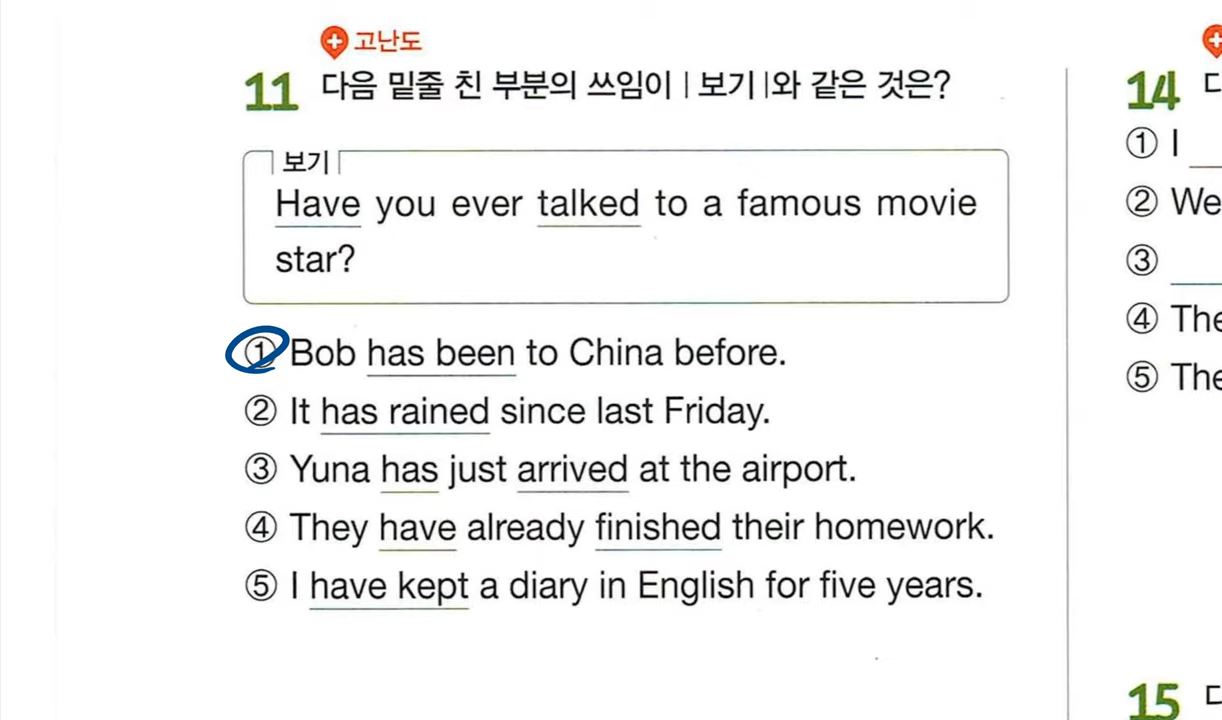 고난도
11 다음 밑줄 친 부분의 쓰임이 |보기|와 같은 것은?
보기
Have you ever talked to a famous movie
star?
① Bob has been to China before.
② It has rained since last Friday.
③ Yuna has just arrived at the airport.
④ They have already finished their homework.
⑤ I have kept a diary in English for five years.
14
① I
② We
③
④ The
⑤ The
15